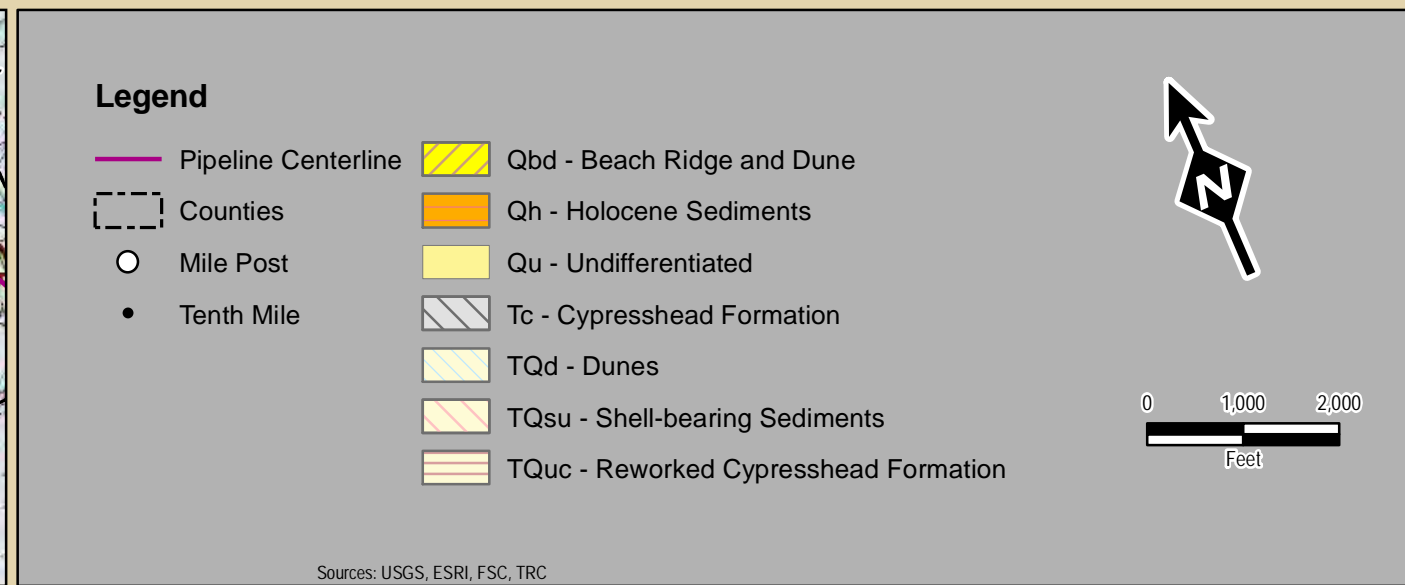 Legend
Pipeline Centerline
Counties
Mile Post
Tenth Mile
Qbd - Beach Ridge and Dune
Qh - Holocene Sediments
Qu - Undifferentiated
Tc - Cypresshead Formation
TQd - Dunes
TQsu - Shell-bearing Sediments
TQuc - Reworked Cypresshead Formation
N
0 1,000 2,000
Feet
Sources: USGS, ESRI, FSC, TRC